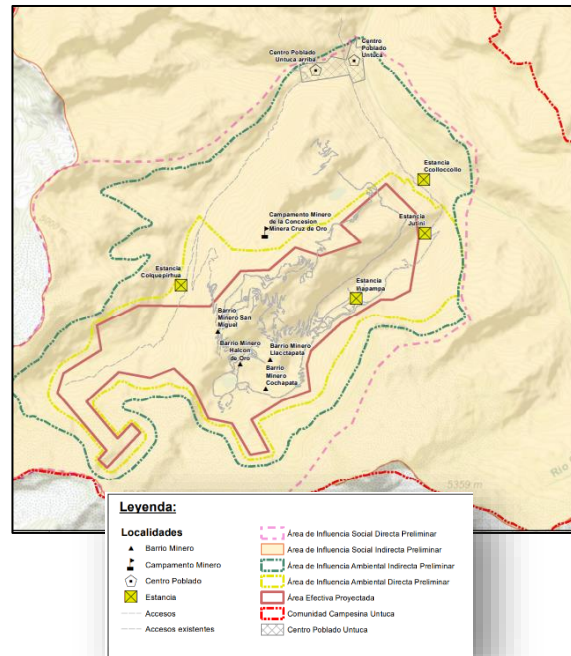 Centro Poblado
Untuca arriba
Centro
Poblado
Untuca
Estancia
Ccolloccollo
Campamento Minero
de la Concesion
Minera Cruz de Oro
Estancia
Jutini
Estancia
Colquepirhua
Estancia
Iñapampa
Barrio
Minero San
Miguel
Barrio Minero
Halcon
de Oro
Barrio Minero
Llacctapata
Barrio
Minero
Cochapata
5359 m
Leyenda:
Localidades
Barrio Minero
Campamento Minero
Centro Poblado
Estancia
Accesos
Accesos existentes
Área de Influencia Social Directa Preliminar
Área de Influencia Social Indirecta Preliminar
Área de Influencia Ambiental Indirecta Preliminar
Área de Influencia Ambiental Directa Preliminar
Área Efectiva Proyectada
Comunidad Campesina Untuca
Centro Poblado Untuca